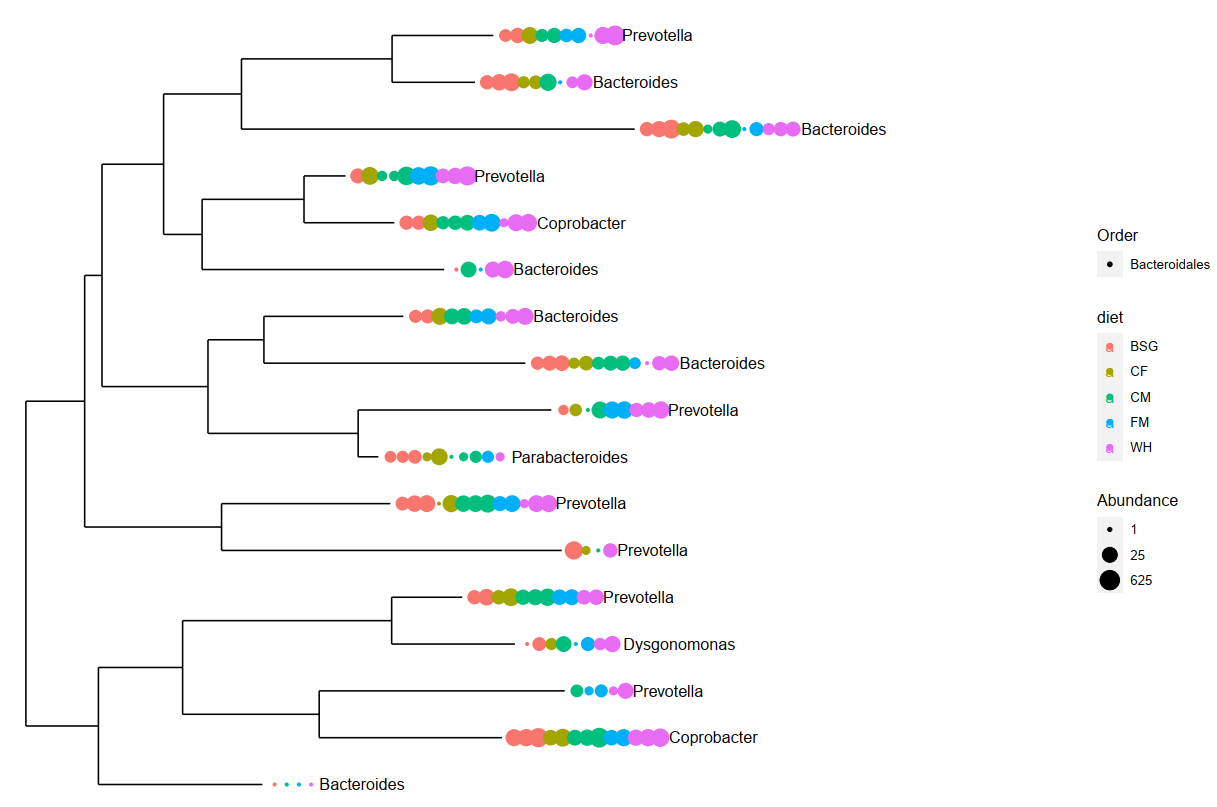 Prevotella
Bacteroides
Bacteroides
Prevotella
Coprobacter
Bacteroides
Bacteroides
Bacteroides
Prevotella
Parabacteroides
Prevotella
Prevotella
Prevotella
Dysgonomonas
Prevotella
Coprobacter
Bacteroides
Order
Bacteroidales
diet
a BSG
a CF
a CM
a FM
a WH
Abundance
1
25
625